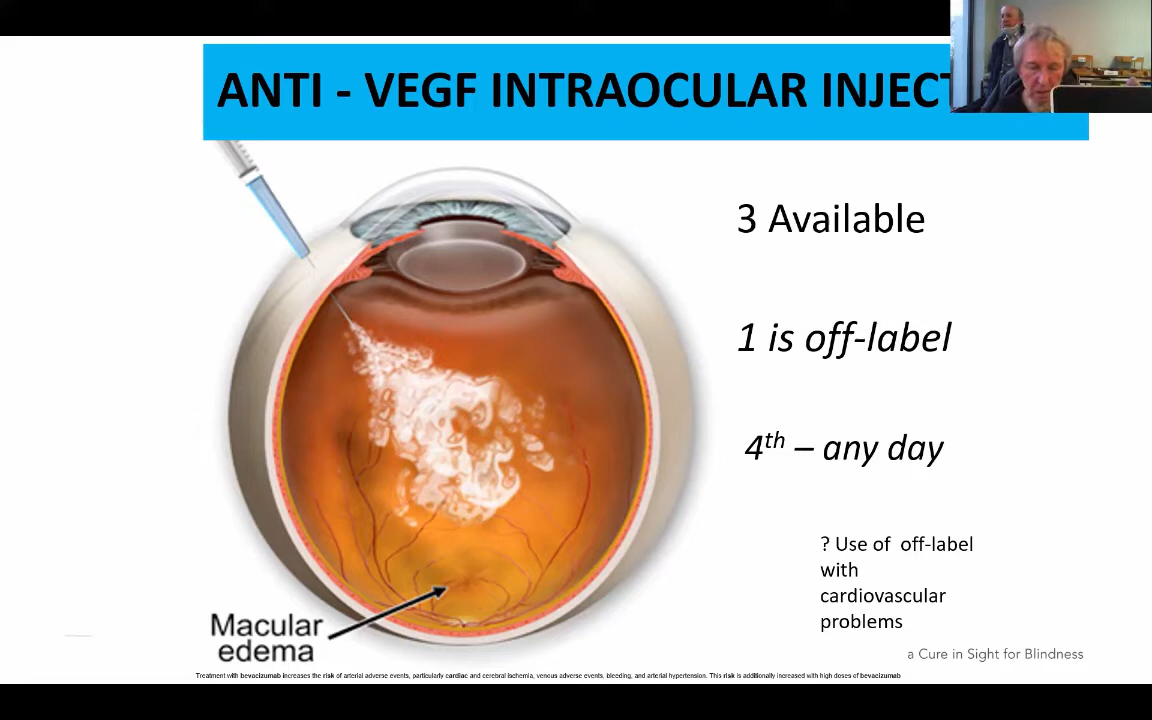 ANTI - VEGF INTRAOCULAR INJECT
3 Available
1 is off-label
4th – any day
? Use of off-label
with
cardiovascular
problems
Macular
edema
a Cure in Sight for Blindness
Treatment with bevacizumab increases the risk of arterial adverse events, particularly cardiac and cerebral ischemia, venous adverse events, bleeding, and arterial hypertension. This risk is additionally increased with high doses of bevacizumab